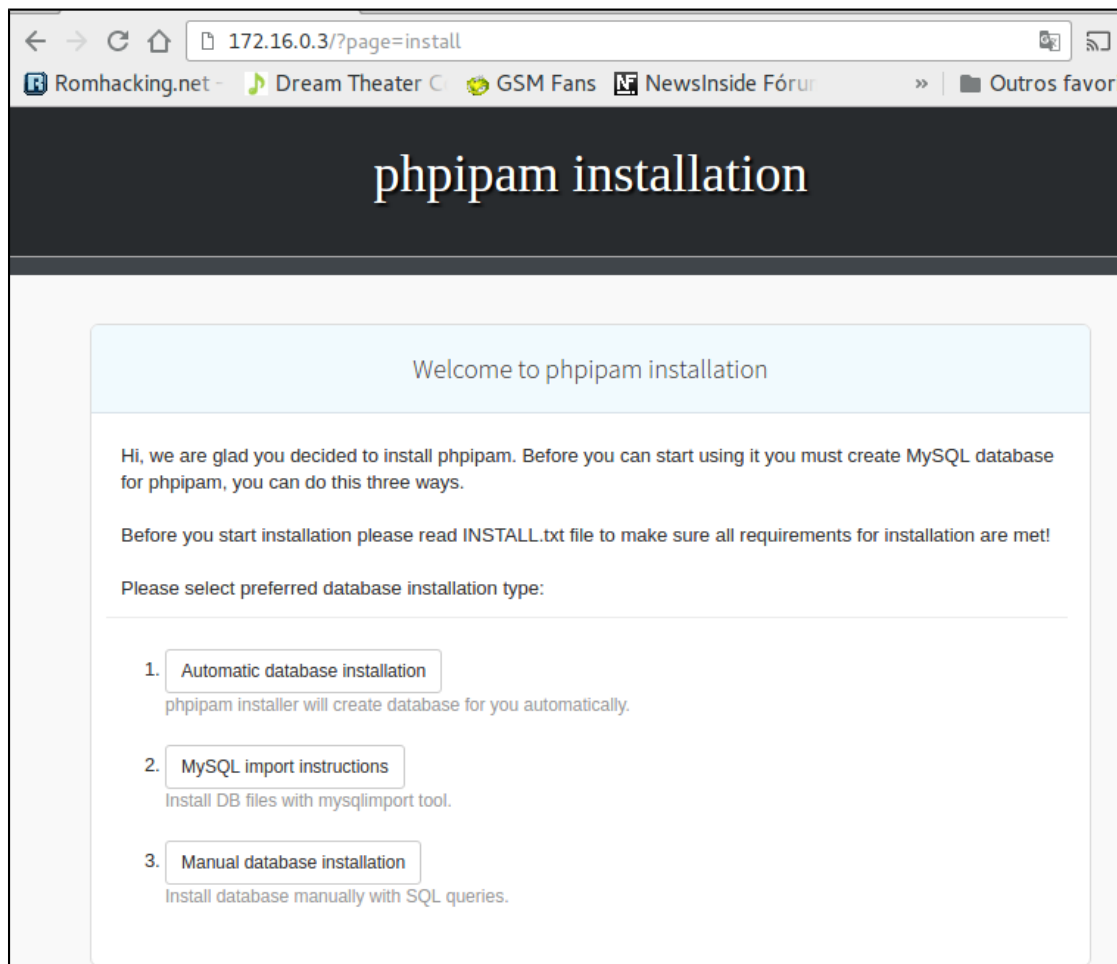 172.16.0.3/?page=install
Romhacking.net - Dream Theater GSM Fans NewsInside » Outros favor
phpipam installation
Welcome to phpipam installation
Hi, we are glad you decided to install phpipam. Before you can start using it you must create MySQL database
for phpipam, you can do this three ways.
Before you start installation please read INSTALL.txt file to make sure all requirements for installation are met!
Please select preferred database installation type:
1. Automatic database installation
phpipam installer will create database for you automatically.
2. MySQL import instructions
Install DB files with mysqlimport tool.
3. Manual database installation
Install database manually with SQL queries.